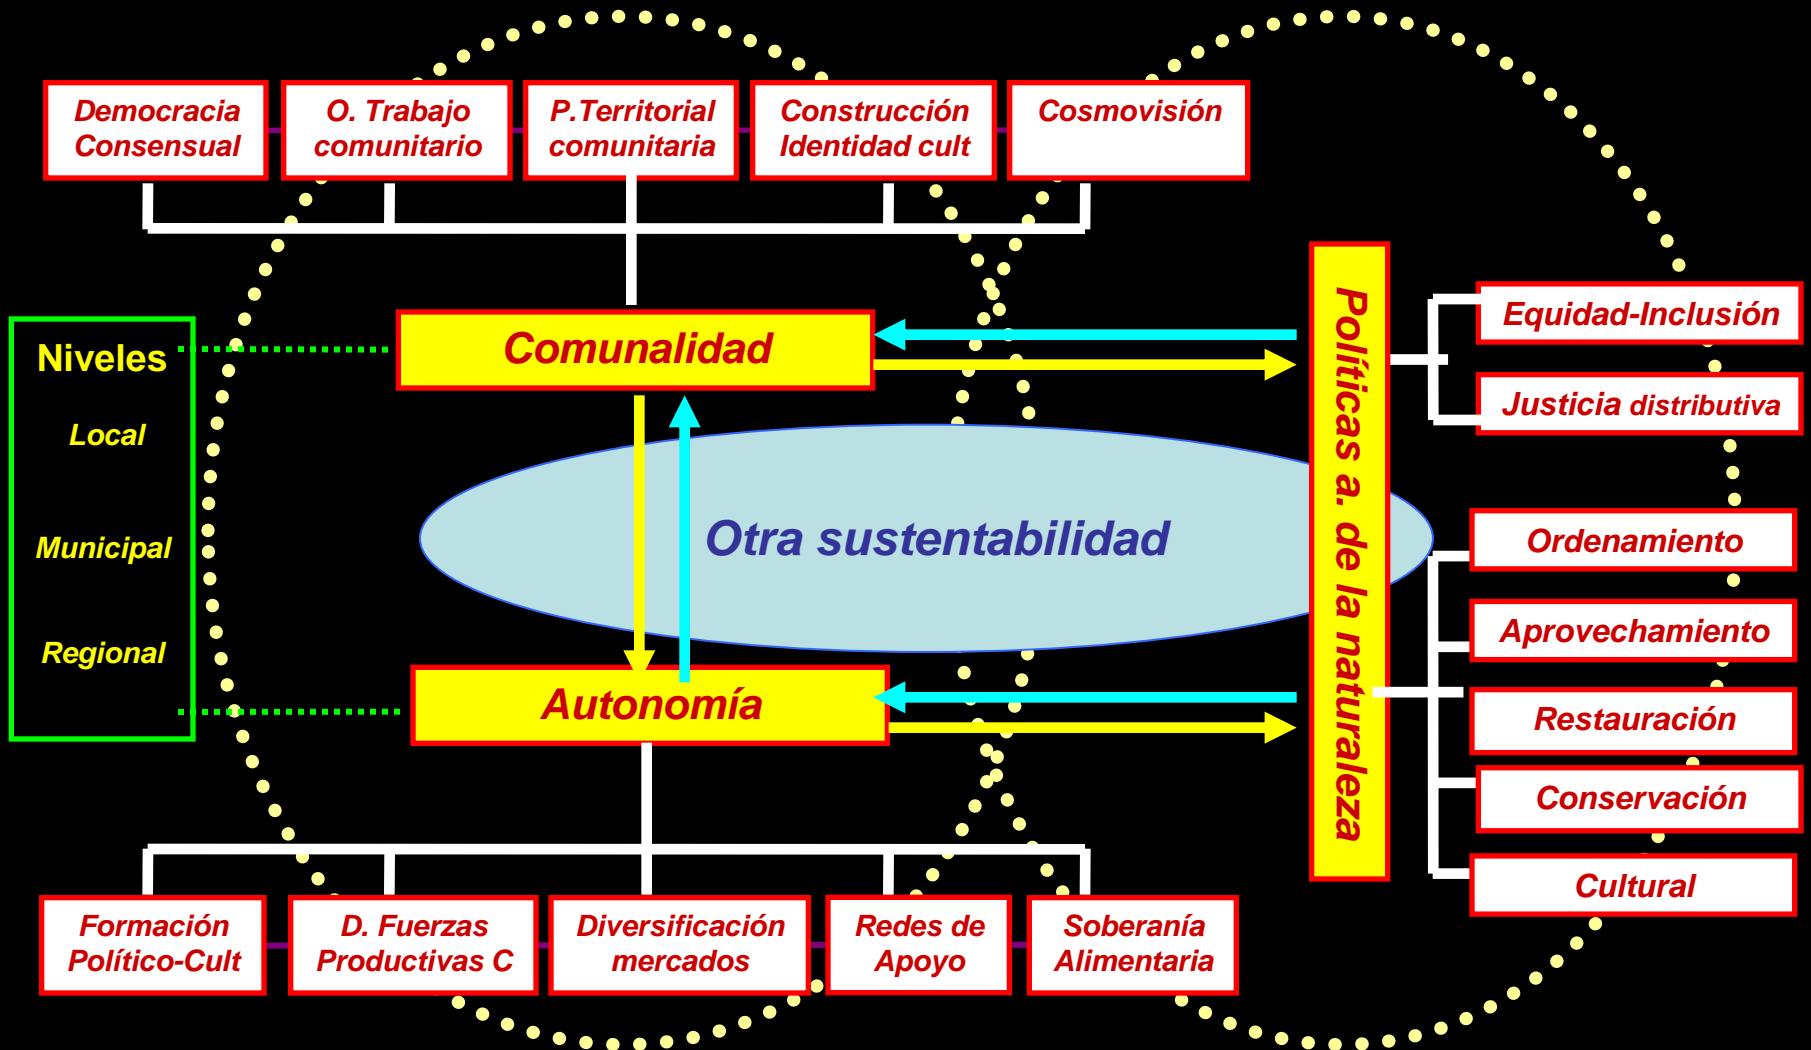 Democracia
Consensual
O. Trabajo
comunitario
P.Territorial
comunitaria
Construcción
Identidad cult
Cosmovisión
Niveles
Local
Municipal
Regional
Comunalidad
Otra sustentabilidad
Autonomía
Políticas a. de la naturaleza
Equidad-Inclusión
Justicia distributiva
Ordenamiento
Aprovechamiento
Restauración
Conservación
Cultural
Formación
Político-Cult
D. Fuerzas
Productivas C
Diversificación
mercados
Redes de
Apoyo
Soberanía
Alimentaria